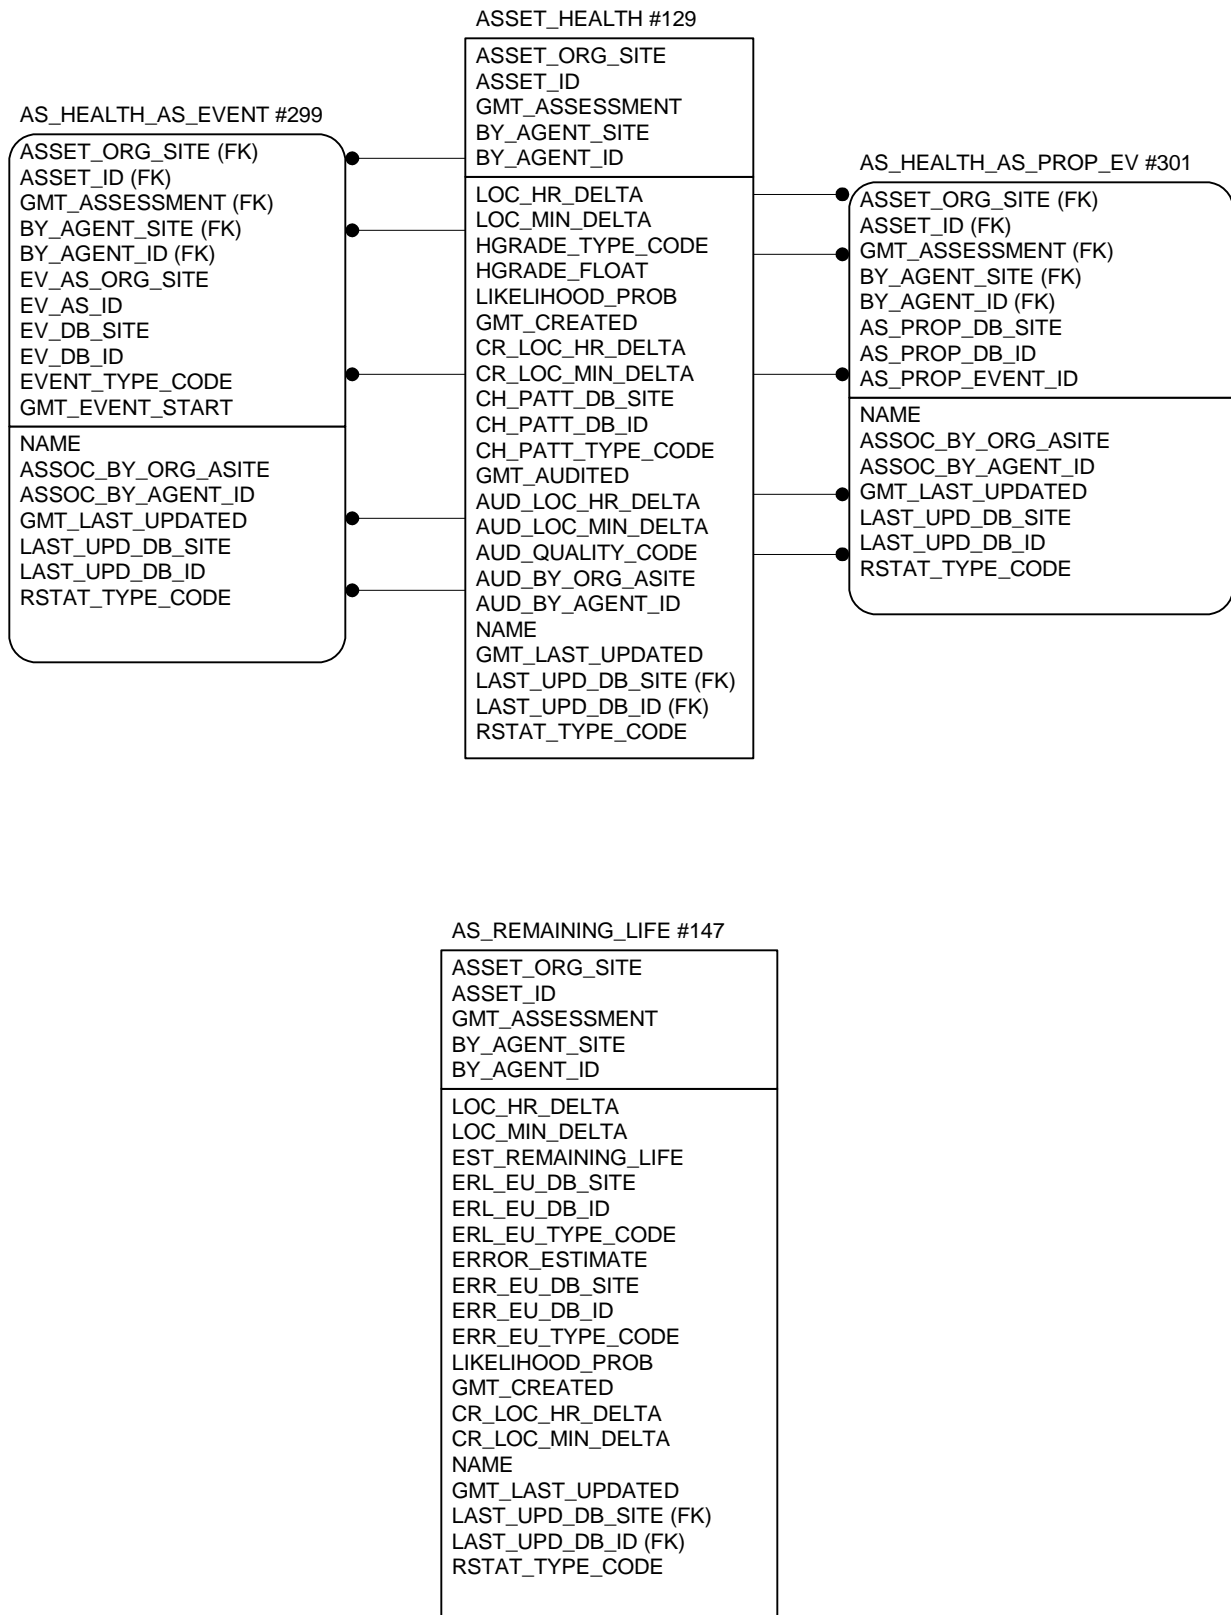 ASSET_HEALTH #129
ASSET_ORG_SITE
ASSET_ID
GMT_ASSESSMENT
BY_AGENT_SITE
BY_AGENT_ID
LOC_HR_DELTA
LOC_MIN_DELTA
HGRADE_TYPE_CODE
HGRADE_FLOAT
LIKELIHOOD_PROB
GMT_CREATED
CR_LOC_HR_DELTA
CR_LOC_MIN_DELTA
CH_PATT_DB_SITE
CH_PATT_DB_ID
CH_PATT_TYPE_CODE
GMT_AUDITED
AUD_LOC_HR_DELTA
AUD_LOC_MIN_DELTA
AUD_QUALITY_CODE
AUD_BY_ORG_ASITE
AUD_BY_AGENT_ID
NAME
GMT_LAST_UPDATED
LAST_UPD_DB_SITE (FK)
LAST_UPD_DB_ID (FK)
RSTAT_TYPE_CODE
AS_HEALTH_AS_EVENT #299
ASSET_ORG_SITE (FK)
ASSET_ID (FK)
GMT_ASSESSMENT (FK)
BY_AGENT_SITE (FK)
BY_AGENT_ID (FK)
EV_AS_ORG_SITE
EV_AS_ID
EV_DB_SITE
EV_DB_ID
EVENT_TYPE_CODE
GMT_EVENT_START
NAME
ASSOC_BY_ORG_ASITE
ASSOC_BY_AGENT_ID
GMT_LAST_UPDATED
LAST_UPD_DB_SITE
LAST_UPD_DB_ID
RSTAT_TYPE_CODE
AS_HEALTH_AS_PROP_EV #301
ASSET_ORG_SITE (FK)
ASSET_ID (FK)
GMT_ASSESSMENT (FK)
BY_AGENT_SITE (FK)
BY_AGENT_ID (FK)
AS_PROP_DB_SITE
AS_PROP_DB_ID
AS_PROP_EVENT_ID
NAME
ASSOC_BY_ORG_ASITE
ASSOC_BY_AGENT_ID
GMT_LAST_UPDATED
LAST_UPD_DB_SITE
LAST_UPD_DB_ID
RSTAT_TYPE_CODE
AS_REMAINING_LIFE #147
ASSET_ORG_SITE
ASSET_ID
GMT_ASSESSMENT
BY_AGENT_SITE
BY_AGENT_ID
LOC_HR_DELTA
LOC_MIN_DELTA
EST_REMAINING_LIFE
ERL_EU_DB_SITE
ERL_EU_DB_ID
ERL_EU_TYPE_CODE
ERROR_ESTIMATE
ERR_EU_DB_SITE
ERR_EU_DB_ID
ERR_EU_TYPE_CODE
LIKELIHOOD_PROB
GMT_CREATED
CR_LOC_HR_DELTA
CR_LOC_MIN_DELTA
NAME
GMT_LAST_UPDATED
LAST_UPD_DB_SITE (FK)
LAST_UPD_DB_ID (FK)
RSTAT_TYPE_CODE